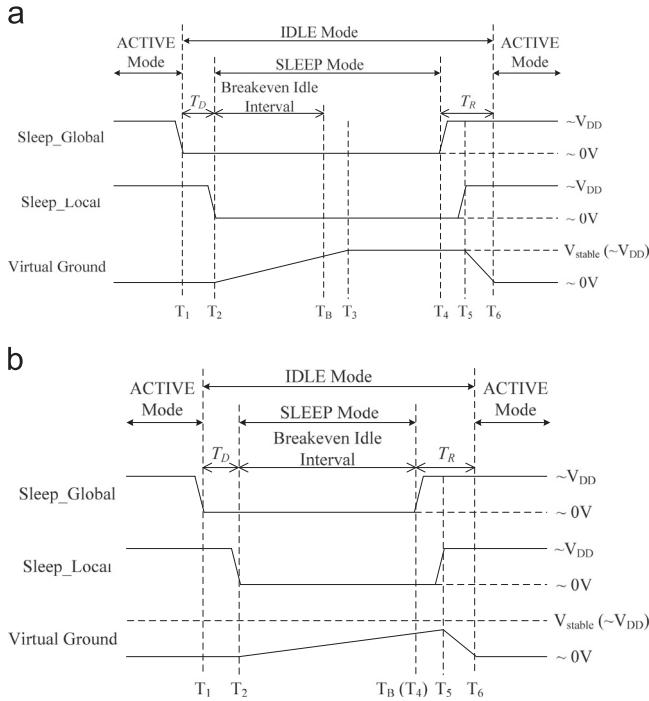 a
IDLE Mode
ACTIVE Mode
ACTIVE Mode
SLEEP Mode
T_D
Breakeven Idle Interval
T_R
Sleep_Global
~V_DD
~ 0V
Sleep_Local
~V_DD
~ 0V
Virtual Ground
V_stable (~V_DD)
~ 0V
T_1 T_2 T_B T_3 T_4 T_5 T_6
b
IDLE Mode
ACTIVE Mode
ACTIVE Mode
SLEEP Mode
T_D
Breakeven Idle Interval
T_R
Sleep_Global
~V_DD
~ 0V
Sleep_Local
~V_DD
~ 0V
Virtual Ground
V_stable (~V_DD)
~ 0V
T_1 T_2 T_B (T_4) T_5 T_6